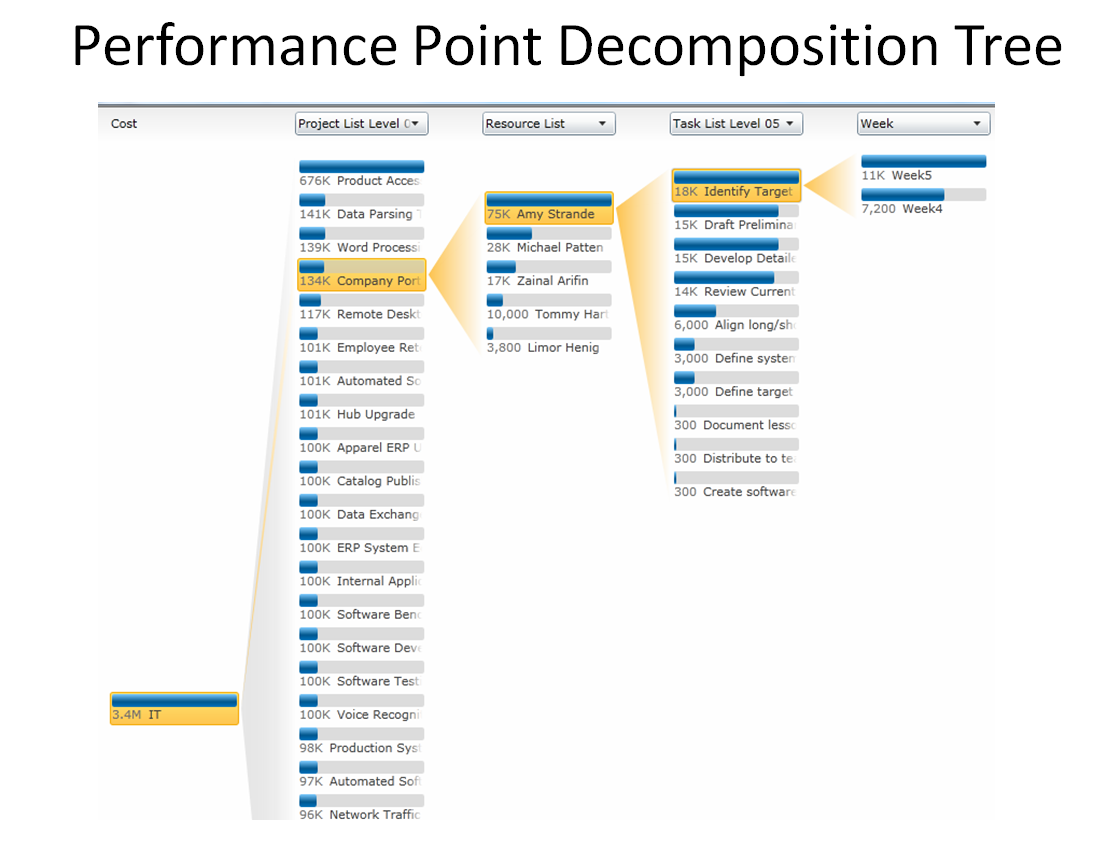 Performance Point Decomposition Tree
Cost
Project List Level
Resource List
Task List Level 05
Week
676K Product Acces
141K Data Parsing
139K Word Processi
134K Company Port
117K Remote Deskt
101K Employee Ret
101K Automated So
101K Hub Upgrade
100K Apparel ERP U
100K Catalog Publis
100K Data Exchang
100K ERP System E
100K Internal Applic
100K Software Benc
100K Software Deve
100K Software Test
100K Voice Recogni
98K Production Syst
97K Automated Soft
96K Network Traffic
3.4M IT
75K Amy Strande
28K Michael Patten
17K Zainal Arifin
10,000 Tommy Hart
3,800 Limor Henig
18K Identify Target
15K Draft Prelimina
15K Develop Detaile
14K Review Current
6,000 Align long/sho
3,000 Define system
3,000 Define target
300 Document lesso
300 Distribute to tea
300 Create software
11K Week5
7,200 Week4